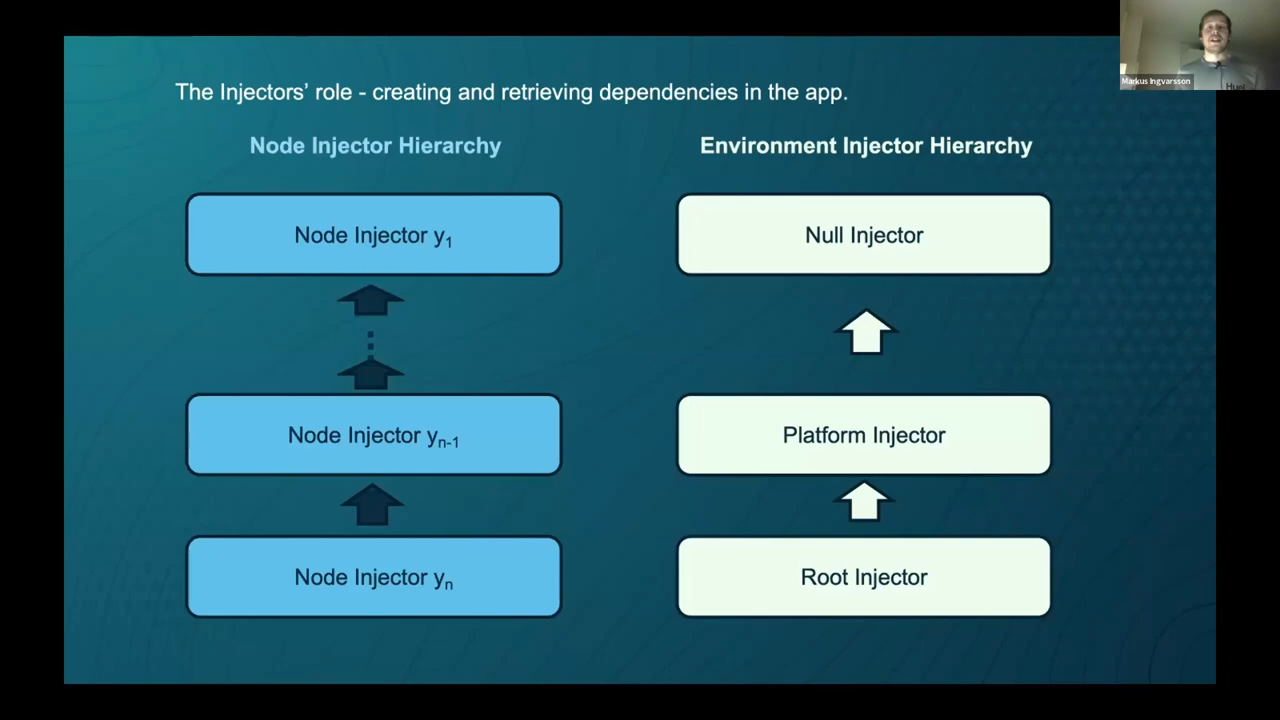 The Injectors’ role - creating and retrieving dependencies in the app.
Node Injector Hierarchy
Node Injector y1
Node Injector yn-1
Node Injector yn
Environment Injector Hierarchy
Null Injector
Platform Injector
Root Injector
Markus Ingvarsson